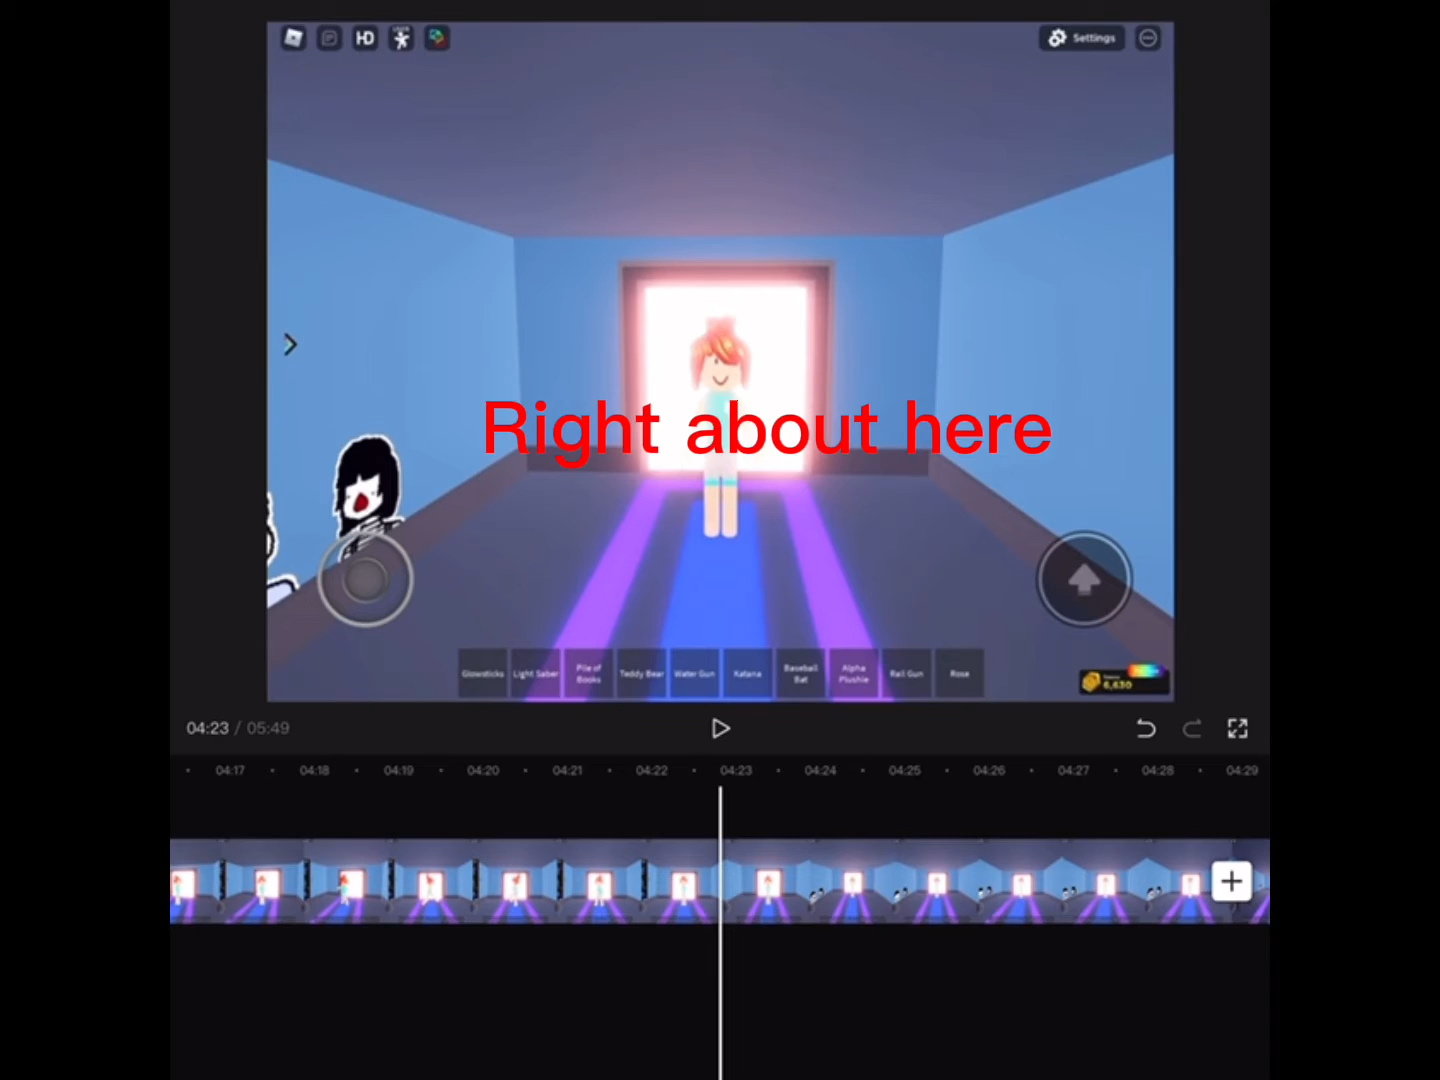 HD
Settings
Right about here
Glowsticks
Light Saber
Pile of
Books
Teddy Bear
Water Gun
Katana
Baseball
Bat
Alpha
Plushie
Rail Gun
Rose
6,630
04:23 / 05:49
04:17 04:18 04:19 04:20 04:21 04:22 04:23 04:24 04:25 04:26 04:27 04:28 04:29